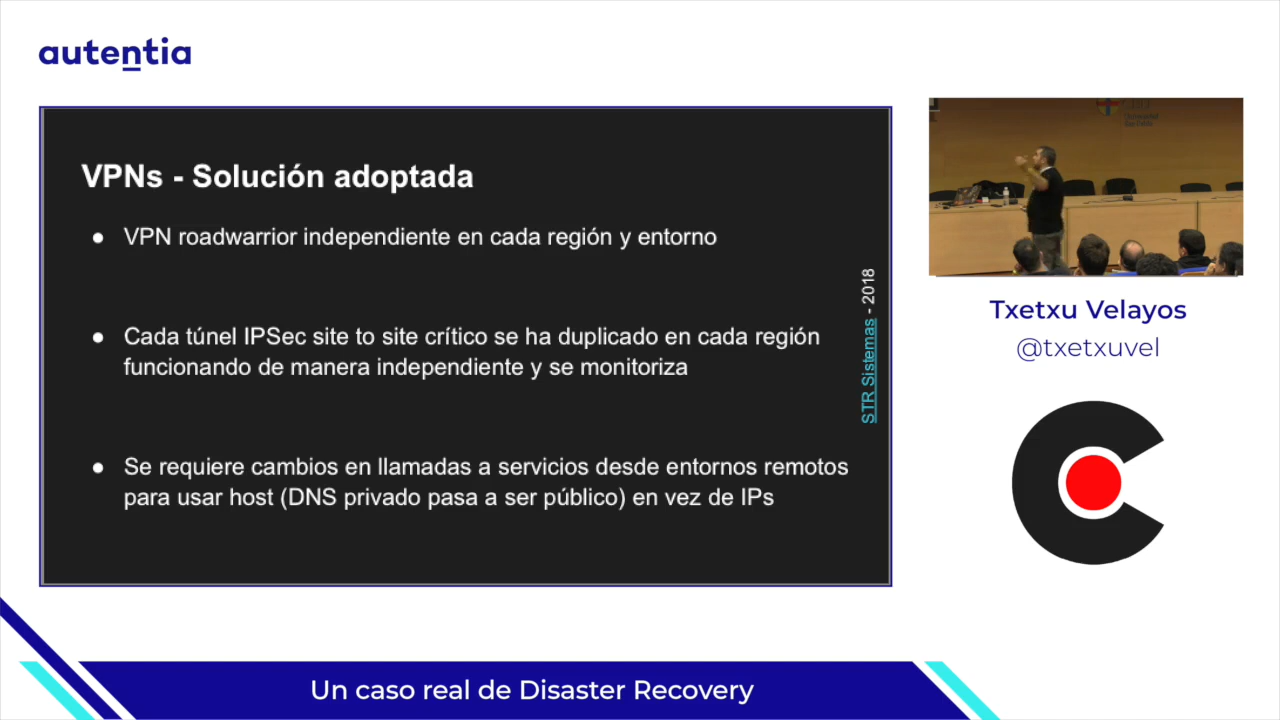 autentia
VPNs - Solución adoptada
● VPN roadwarrior independiente en cada región y entorno
● Cada túnel IPSec site to site crítico se ha duplicado en cada región
funcionando de manera independiente y se monitoriza
● Se requiere cambios en llamadas a servicios desde entornos remotos
para usar host (DNS privado pasa a ser público) en vez de IPs
STR Sistemas - 2018
Txetxu Velayos
@txetxuvel
Un caso real de Disaster Recovery